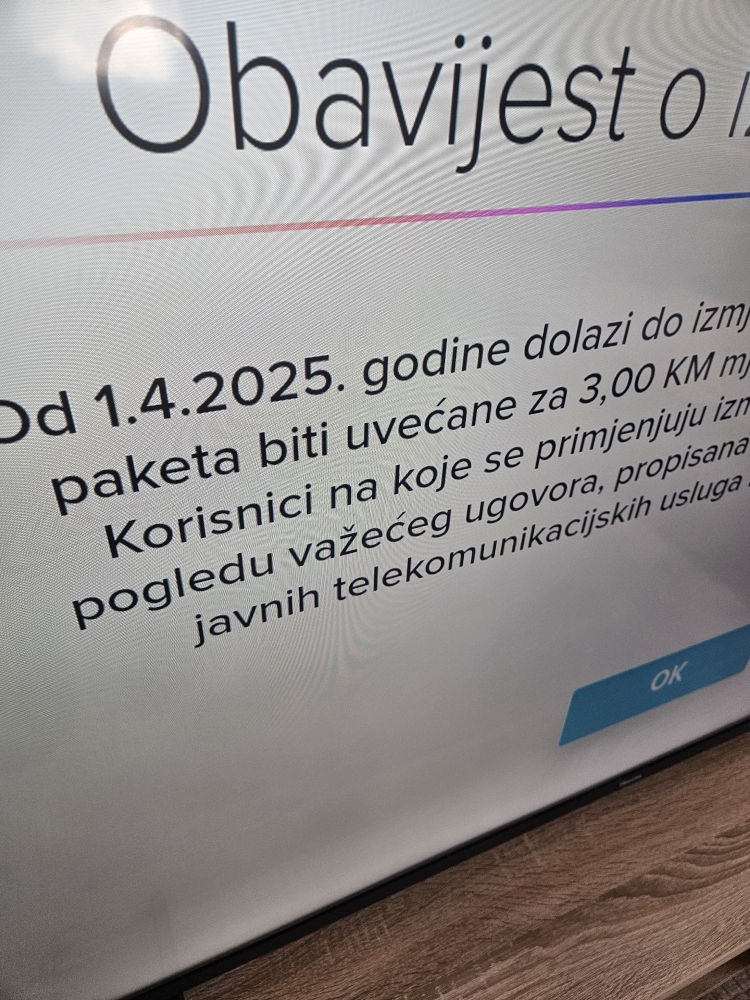 Obavijest o
Od 1.4.2025. godine dolazi do
paketa biti uvećane za 3,00 KM
Korisnici na koje se primjenjuju
pogledu važećeg ugovora, propisana
javnih telekomunikacijskih usluga
OK